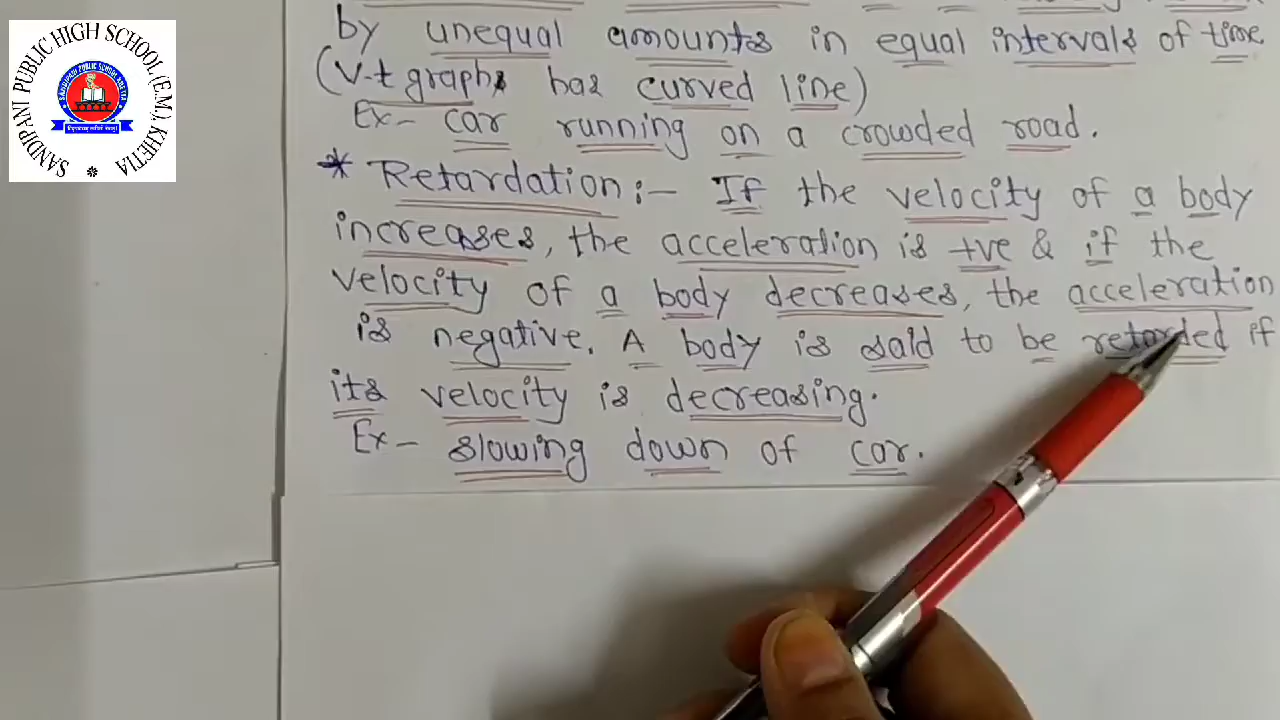 SANDIPANI PUBLIC HIGH SCHOOL (E.M.) KHETIA
by unequal amounts in equal intervals of time
(V-t graph has curved line)
Ex- car running on a crowded road.
* Retardation:- If the velocity of a body
increases, the acceleration is +ve & if the
velocity of a body decreases, the acceleration
is negative. A body is said to be retarded if
its velocity is decreasing.
Ex- slowing down of car.